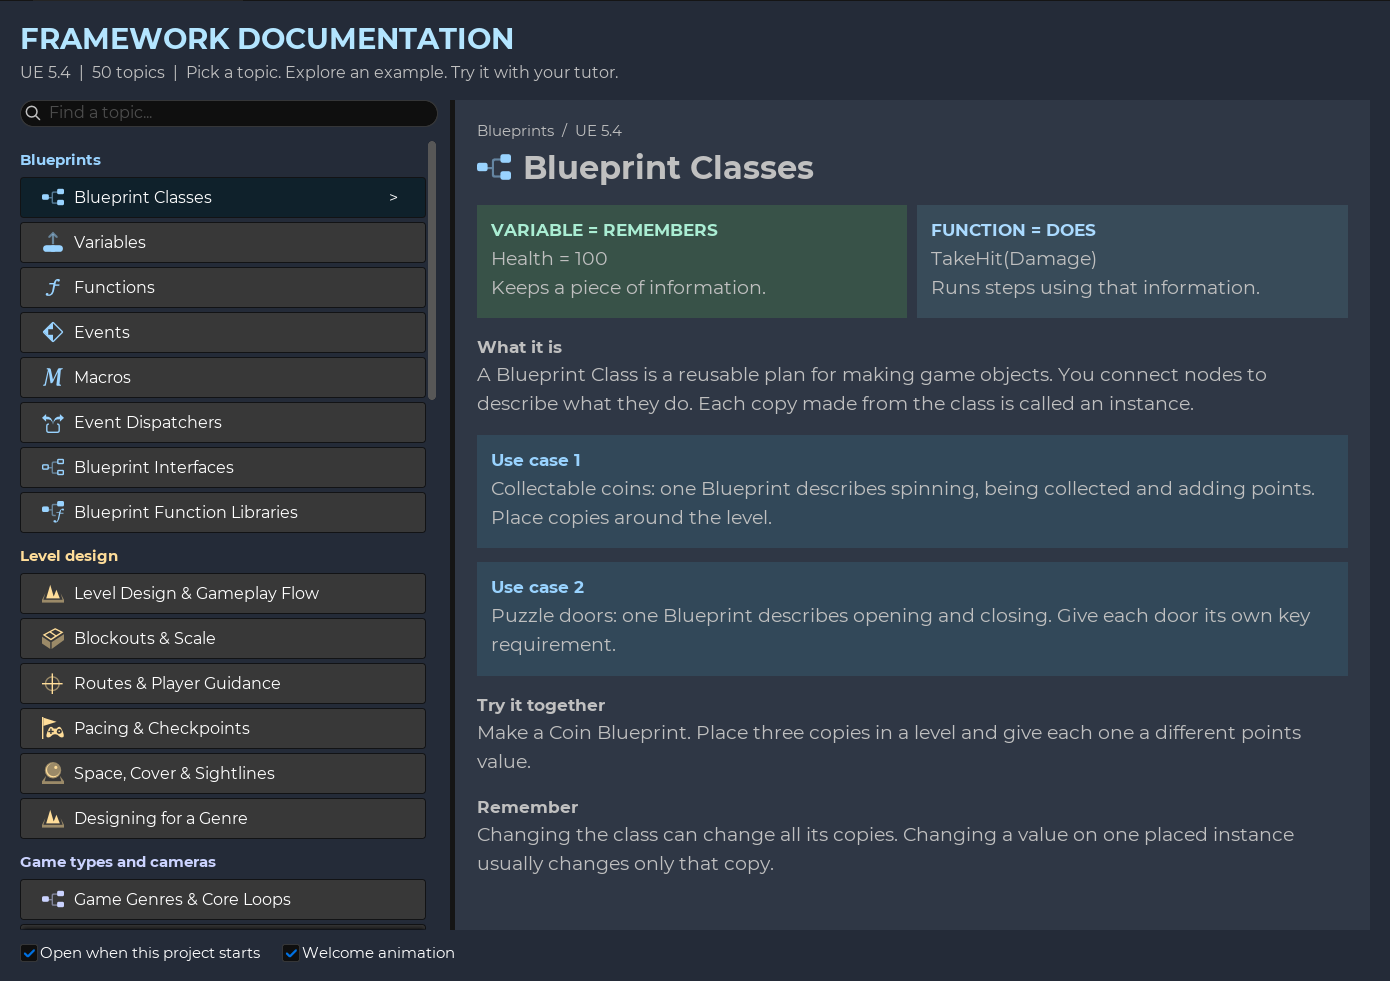 FRAMEWORK DOCUMENTATION
UE 5.4 | 50 topics | Pick a topic. Explore an example. Try it with your tutor.
Find a topic...
Blueprints
Blueprint Classes >
Variables
Functions
Events
Macros
Event Dispatchers
Blueprint Interfaces
Blueprint Function Libraries
Level design
Level Design & Gameplay Flow
Blockouts & Scale
Routes & Player Guidance
Pacing & Checkpoints
Space, Cover & Sightlines
Designing for a Genre
Game types and cameras
Game Genres & Core Loops
Open when this project starts
Welcome animation
Blueprints / UE 5.4
Blueprint Classes
VARIABLE = REMEMBERS
Health = 100
Keeps a piece of information.
FUNCTION = DOES
TakeHit(Damage)
Runs steps using that information.
What it is
A Blueprint Class is a reusable plan for making game objects. You connect nodes to
describe what they do. Each copy made from the class is called an instance.
Use case 1
Collectable coins: one Blueprint describes spinning, being collected and adding points.
Place copies around the level.
Use case 2
Puzzle doors: one Blueprint describes opening and closing. Give each door its own key
requirement.
Try it together
Make a Coin Blueprint. Place three copies in a level and give each one a different points
value.
Remember
Changing the class can change all its copies. Changing a value on one placed instance
usually changes only that copy.